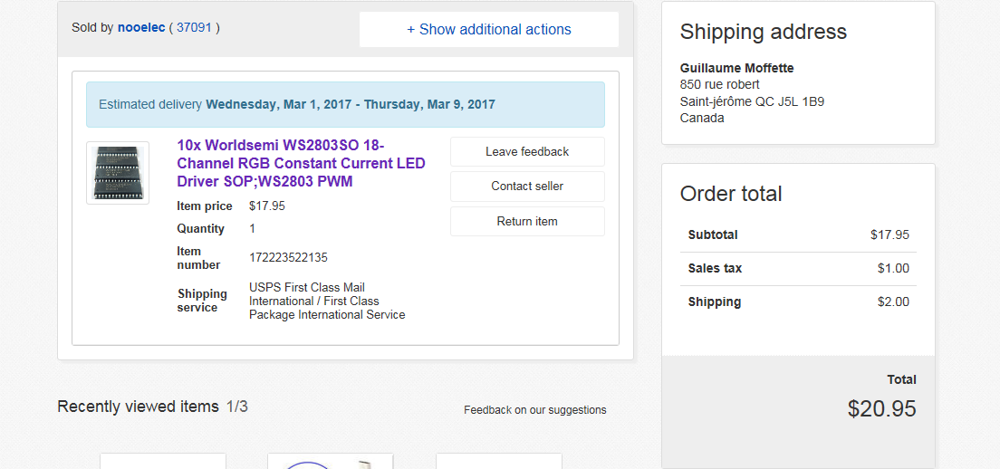 Sold by nooelec ( 37091 )
+ Show additional actions
Estimated delivery Wednesday, Mar 1, 2017 - Thursday, Mar 9, 2017
10x Worldsemi WS2803SO 18-
Channel RGB Constant Current LED
Driver SOP;WS2803 PWM
Item price $17.95
Quantity 1
Item
number
172223522135
Shipping
service
USPS First Class Mail
International / First Class
Package International Service
Leave feedback
Contact seller
Return item
Recently viewed items 1/3
Feedback on our suggestions
Shipping address
Guillaume Moffette
850 rue robert
Saint-jérôme QC J5L 1B9
Canada
Order total
Subtotal $17.95
Sales tax $1.00
Shipping $2.00
Total
$20.95